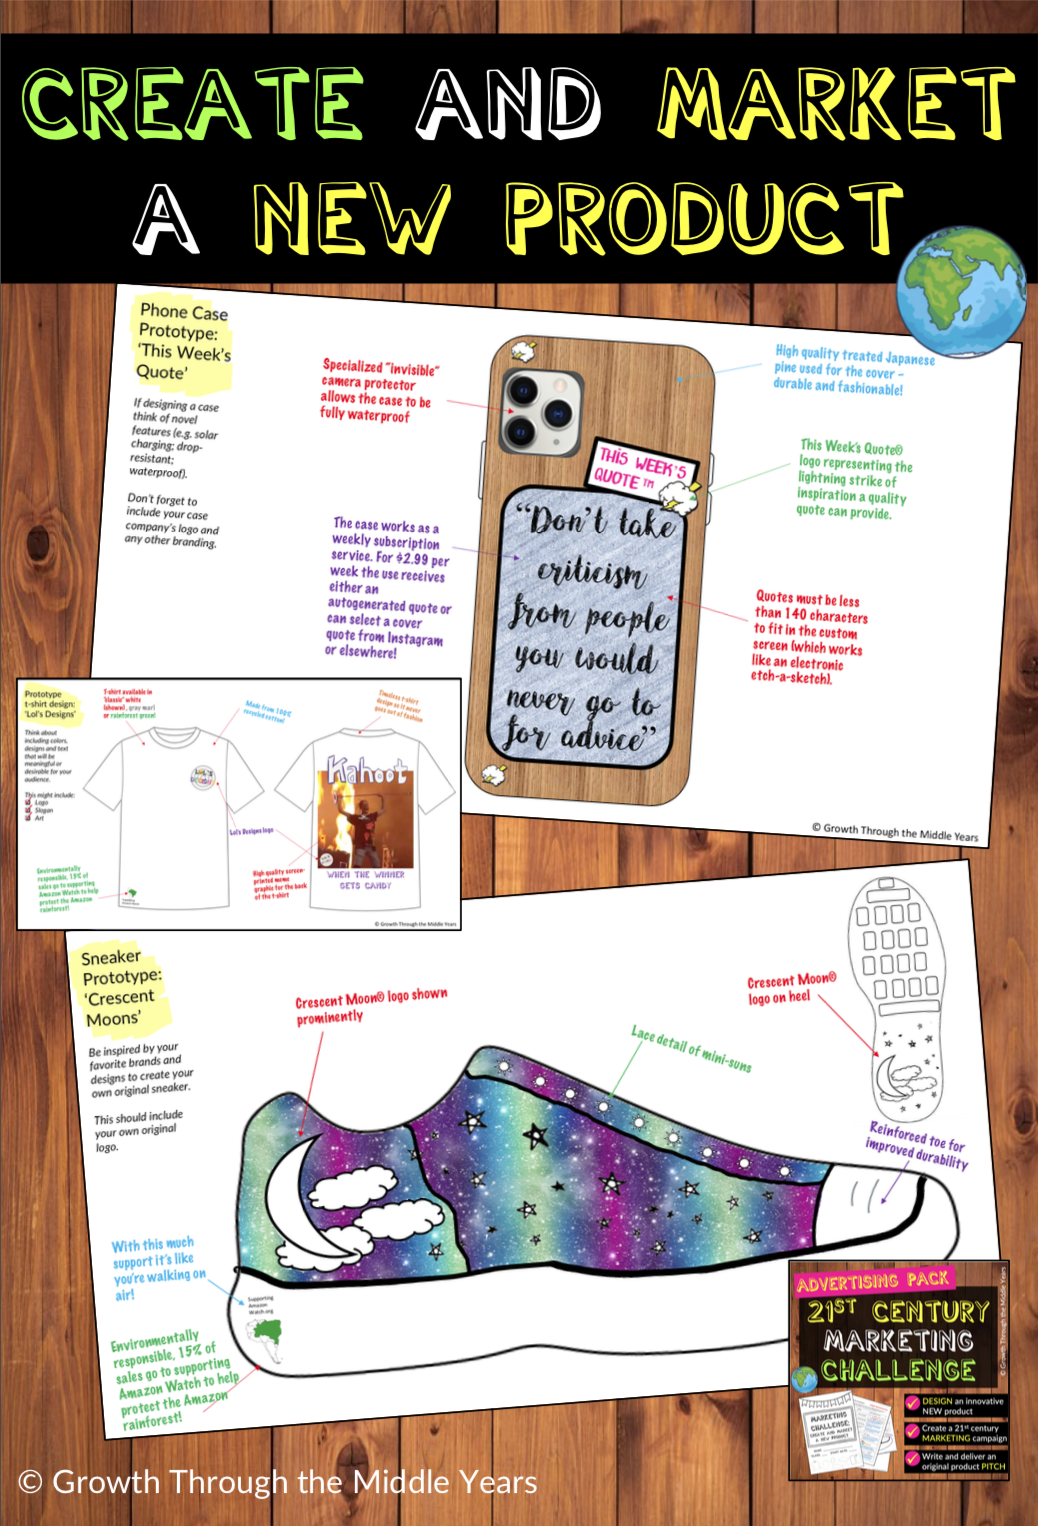 CREATE AND MARKET
A NEW PRODUCT
Phone Case
Prototype:
'This Week's
Quote'
If designing a case
think of novel
features (e.g. solar
charging; drop-
resistant;
waterproof).
Don't forget to
include your case
company's logo and
any other branding.
Specialized "invisible"
camera protector
allows the case to be
fully waterproof
The case works as a
weekly subscription
service. For $2.99 per
week the use receives
either an
autogenerated quote or
can select a cover
quote from Instagram
or elsewhere!
THIS WEEK'S
QUOTE™
"Don't take
criticism
from people
you would
never go to
for advice"
High quality treated Japanese
pine used for the cover -
durable and fashionable!
This Week's Quote®
logo representing the
lightning strike of
inspiration a quality
quote can provide.
Quotes must be less
than 140 characters
to fit in the custom
screen (which works
like an electronic
etch-a-sketch).
© Growth Through the Middle Years
Prototype
t-shirt design:
'Lol's Designs'
Think about
including colors,
designs and text
that will be
meaningful or
desirable for your
audience.
This might include:
Logo
Slogan
Art
T-shirt available in
"classic" white
(shown), gray marl
or rainforest green!
Made from 100%
recycled cotton!
Timeless t-shirt
design so it never
goes out of fashion
Lol's Designs logo
High quality screen-
printed meme
graphic for the back
of the t-shirt
Environmentally
responsible, 15% of
sales go to supporting
Amazon Watch to help
protect the Amazon
rainforest!
Kahoot
WHEN THE WINNER
GETS CANDY
© Growth Through the Middle Years
Sneaker
Prototype:
'Crescent
Moons'
Be inspired by your
favorite brands and
designs to create your
own original sneaker.
This should include
your own original
logo.
Crescent Moon® logo shown
prominently
Lace detail of mini-suns
Crescent Moon®
logo on heel
Reinforced toe for
improved durability
With this much
support it's like
you're walking on
air!
Supporting
Amazon
Watch.org
Environmentally
responsible, 15% of
sales go to supporting
Amazon Watch to help
protect the Amazon
rainforest!
ADVERTISING PACK
21ST CENTURY
MARKETING
CHALLENGE
© Growth Through the Middle Years
MARKETING
CHALLENGE:
CREATE AND MARKET
A NEW PRODUCT
DESIGN an innovative
NEW product
Create a 21st century
MARKETING campaign
Write and deliver an
original product PITCH
© Growth Through the Middle Years